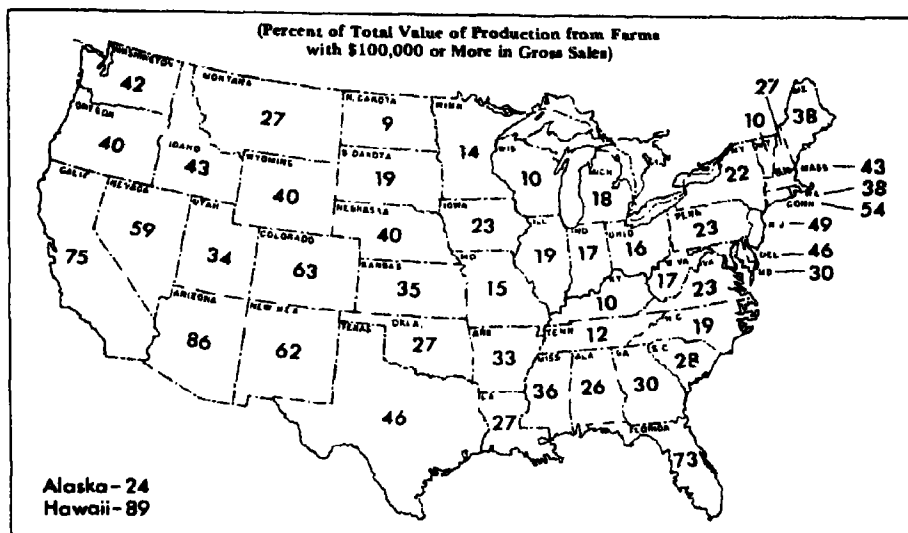 (Percent of Total Value of Production from Farms
with $100,000 or More in Gross Sales)
WASHINGTON
42
MONTANA
27
N. DAKOTA
9
MINN
14
OREGON
40
IDAHO
43
WYOMING
40
S. DAKOTA
19
WIS
10
MICH
18
10
27
ME
38
N Y
22
MASS - 43
38
CONN 54
CALIF
75
NEVADA
59
UTAH
34
COLORADO
63
NEBRASKA
40
IOWA
23
ILL
19
IND
17
OHIO
16
PENN
23
N J 49
DEL 46
MD 30
KANSAS
35
MO
15
KY
10
W VA
17
VA
23
ARIZONA
86
NEW MEX
62
TEXAS
46
OKLA
27
ARK
33
TENN
12
N C
19
S C
28
MISS
36
ALA
26
GA
30
LA
27
FLORIDA
73
Alaska-24
Hawaii-89